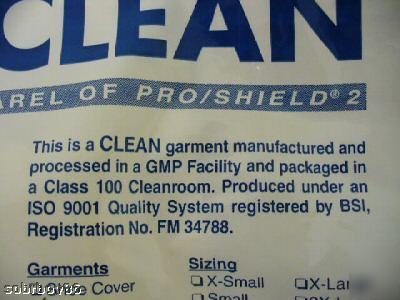 CLEAN
AREL OF PRO/SHIELD® 2
This is a CLEAN garment manufactured and
processed in a GMP Facility and packaged in
a Class 100 Cleanroom. Produced under an
ISO 9001 Quality System registered by BSI,
Registration No. FM 34788.
Garments Sizing
Cover ❑ X-Small ❑ X-Lar
❑ Small